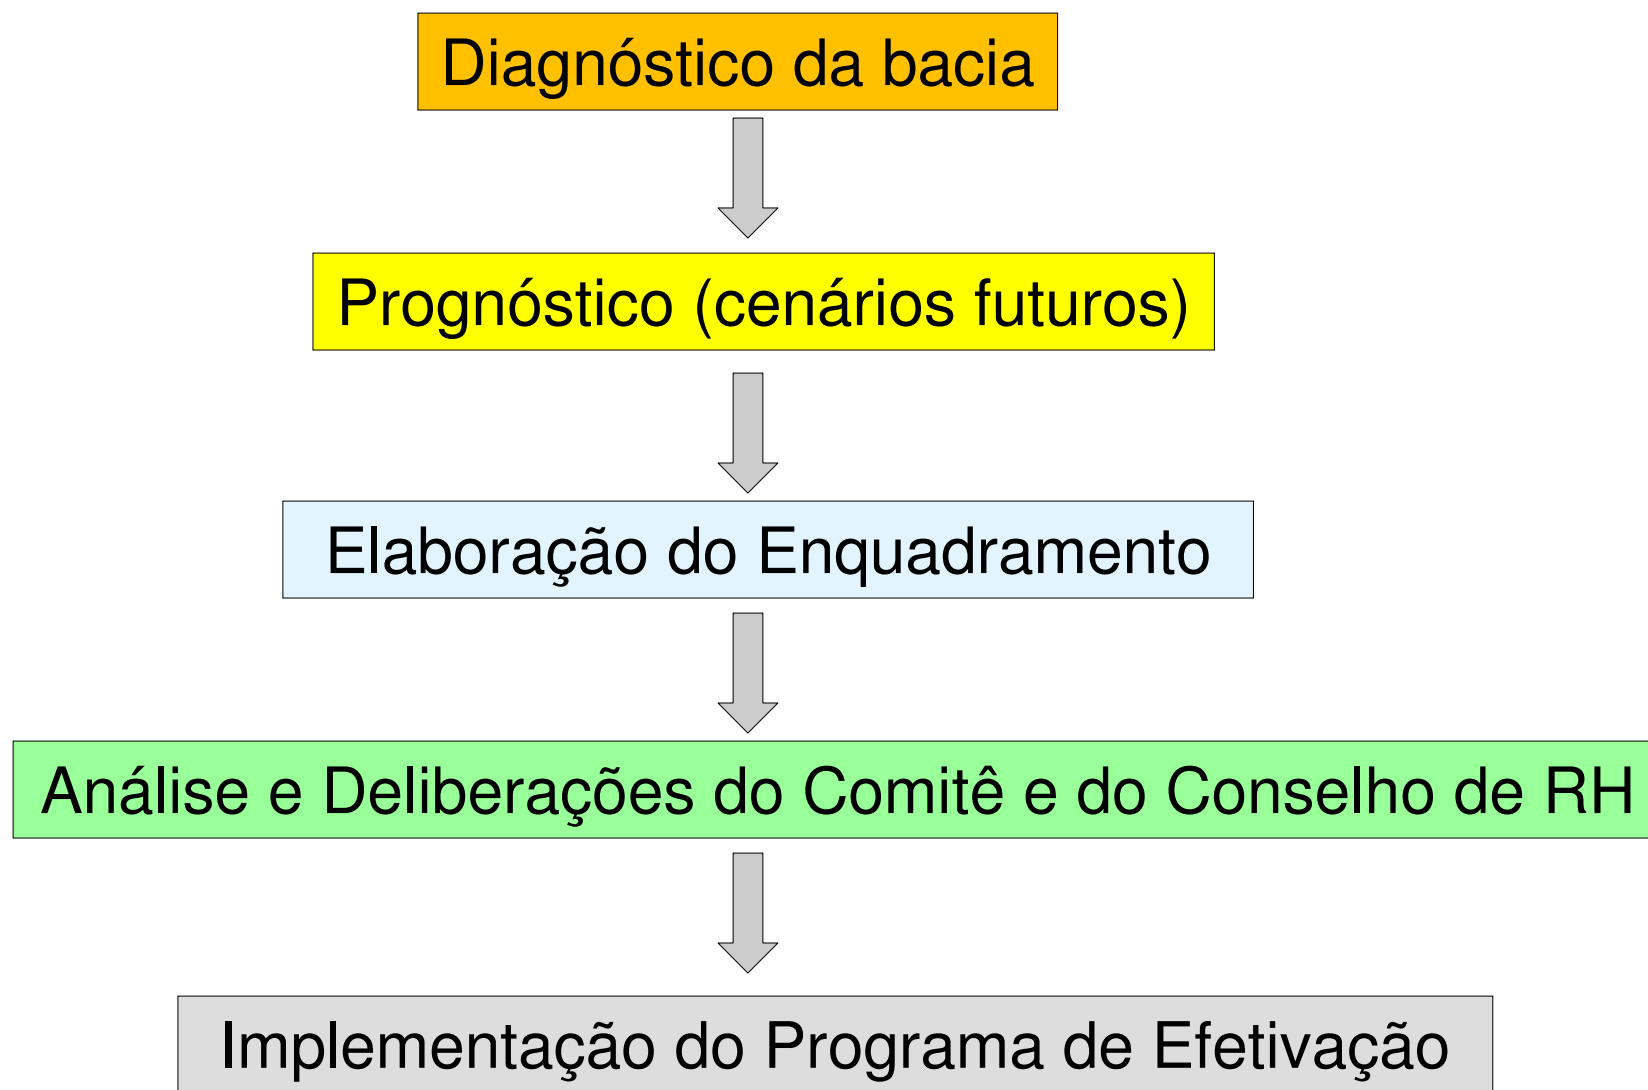 Diagnóstico da bacia
Prognóstico (cenários futuros)
Elaboração do Enquadramento
Análise e Deliberações do Comitê e do Conselho de RH
Implementação do Programa de Efetivação